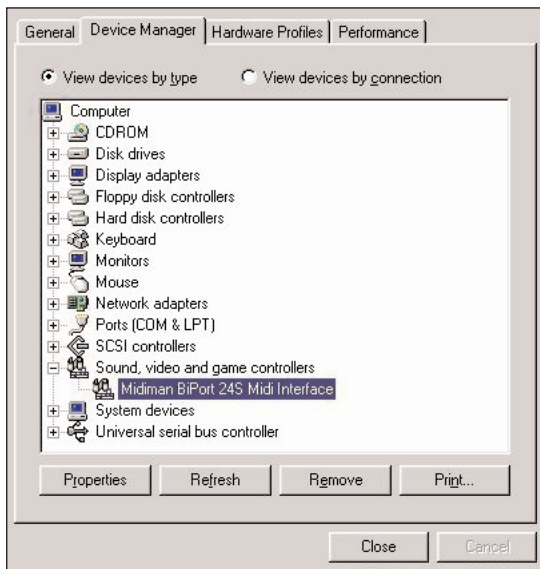 General Device Manager Hardware Profiles Performance
View devices by type View devices by connection
Computer
CDROM
Disk drives
Display adapters
Floppy disk controllers
Hard disk controllers
Keyboard
Monitors
Mouse
Network adapters
Ports (COM & LPT)
SCSI controllers
Sound, video and game controllers
Midiman BiPort 24S Midi Interface
System devices
Universal serial bus controller
Properties Refresh Remove Print...
Close Cancel